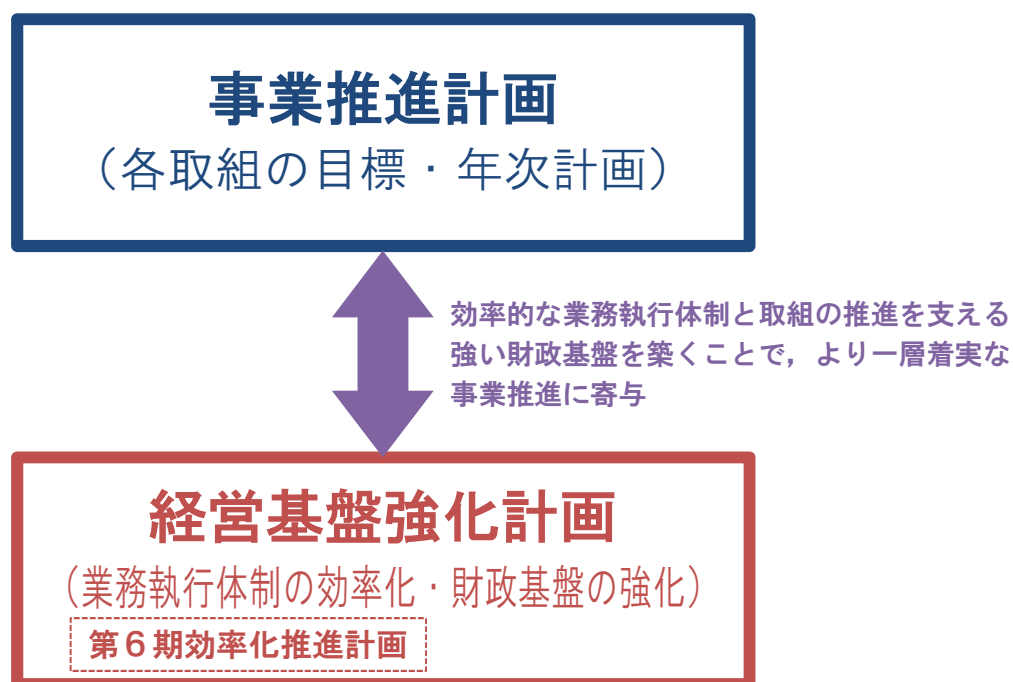 事業推進計画
（各取組の目標・年次計画）
効率的な業務執行体制と取組の推進を支える
強い財政基盤を築くことで，より一層着実な
事業推進に寄与
経営基盤強化計画
（業務執行体制の効率化・財政基盤の強化）
第６期効率化推進計画